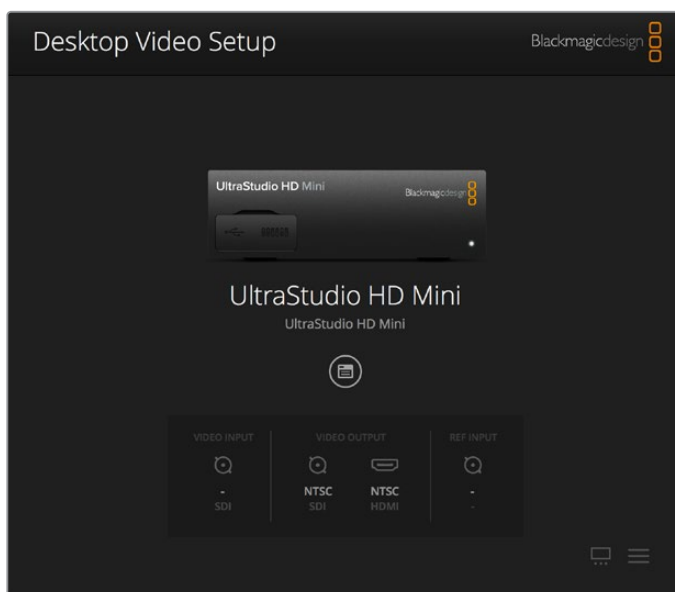 Desktop Video Setup
Blackmagicdesign
UltraStudio HD Mini
Blackmagicdesign
UltraStudio HD Mini
UltraStudio HD Mini
VIDEO INPUT
VIDEO OUTPUT
REF INPUT
-
NTSC
NTSC
-
SDI
SDI
HDMI
-